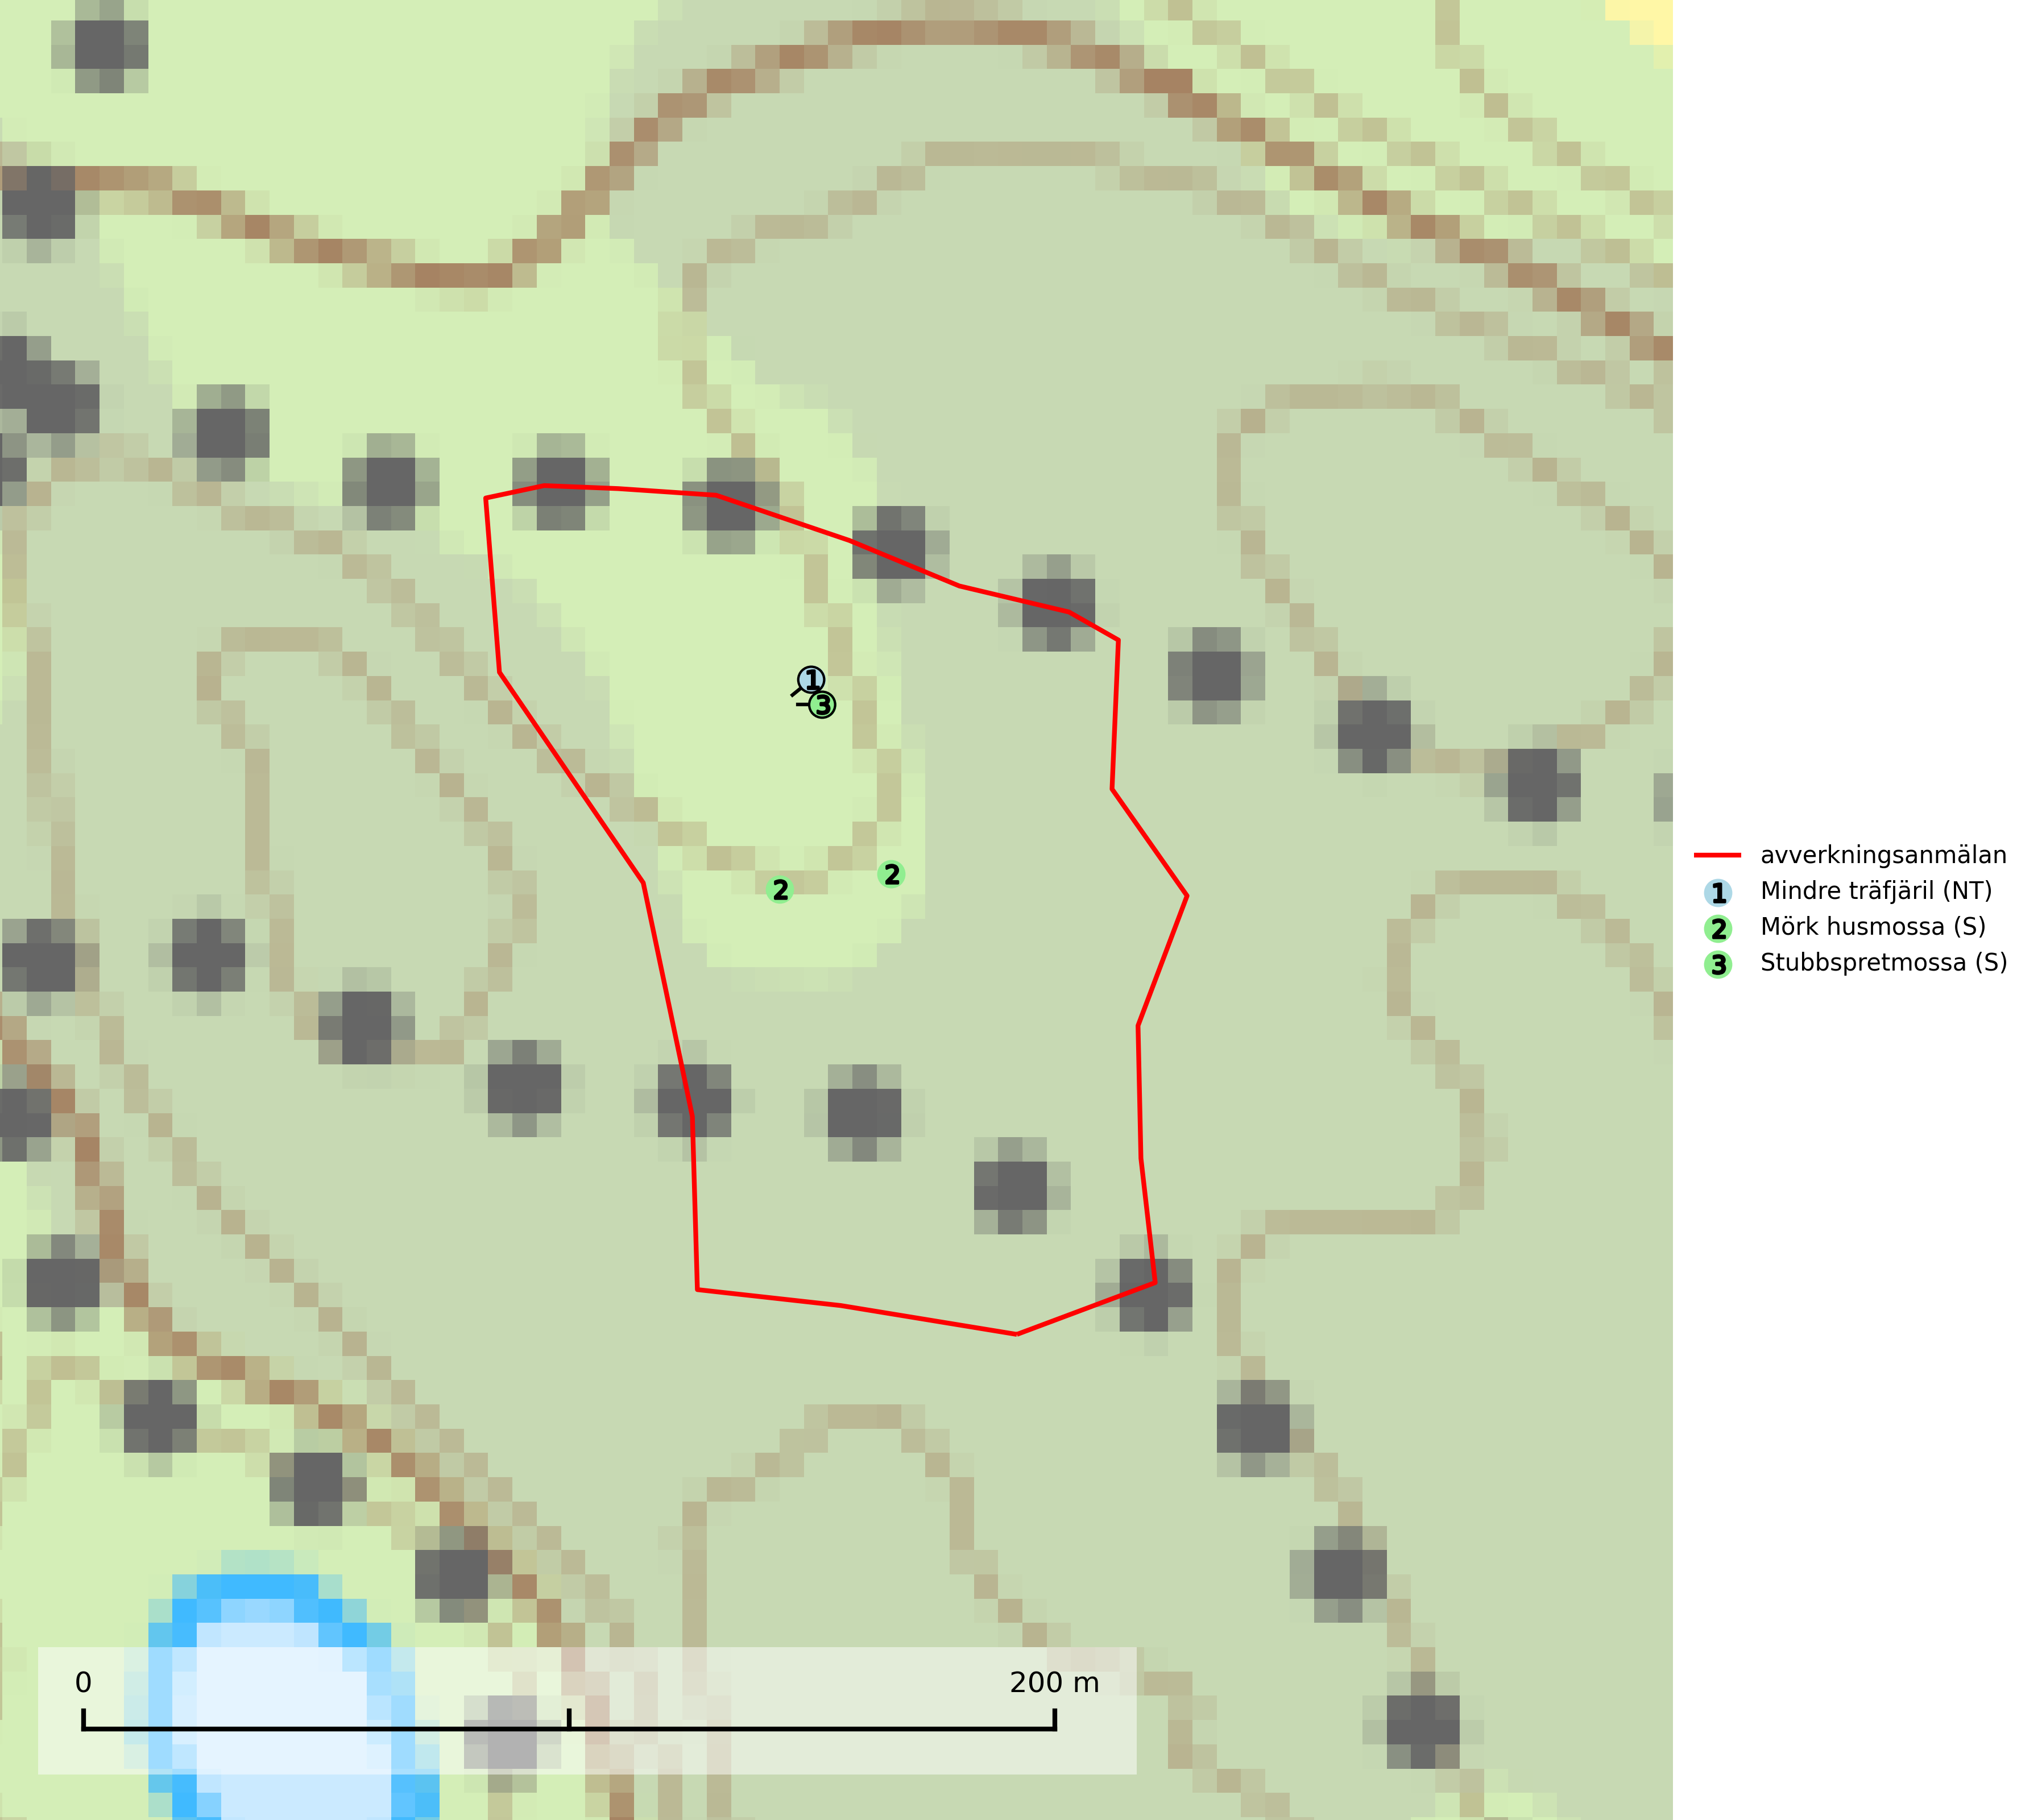 1
3
2
2
avverkningsanmälan
1 Mindre träfjäril (NT)
2 Mörk husmossa (S)
3 Stubbspretmossa (S)
0 200 m